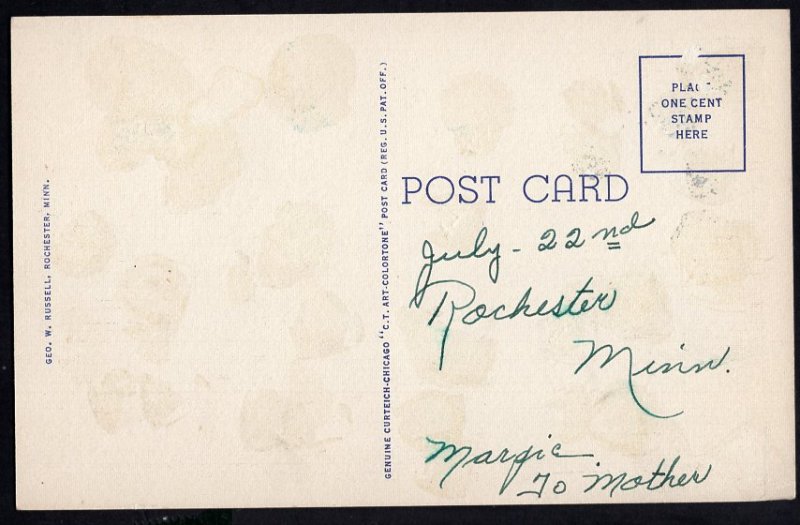 GEO. W. RUSSELL, ROCHESTER, MINN.
GENUINE CURTEICH-CHICAGO "C.T. ART-COLORTONE" POST CARD (REG. U.S. PAT. OFF.)
PLAC
ONE CENT
STAMP
HERE
POST CARD
July - 22nd
Rochester
Minn.
Margie
To Mother